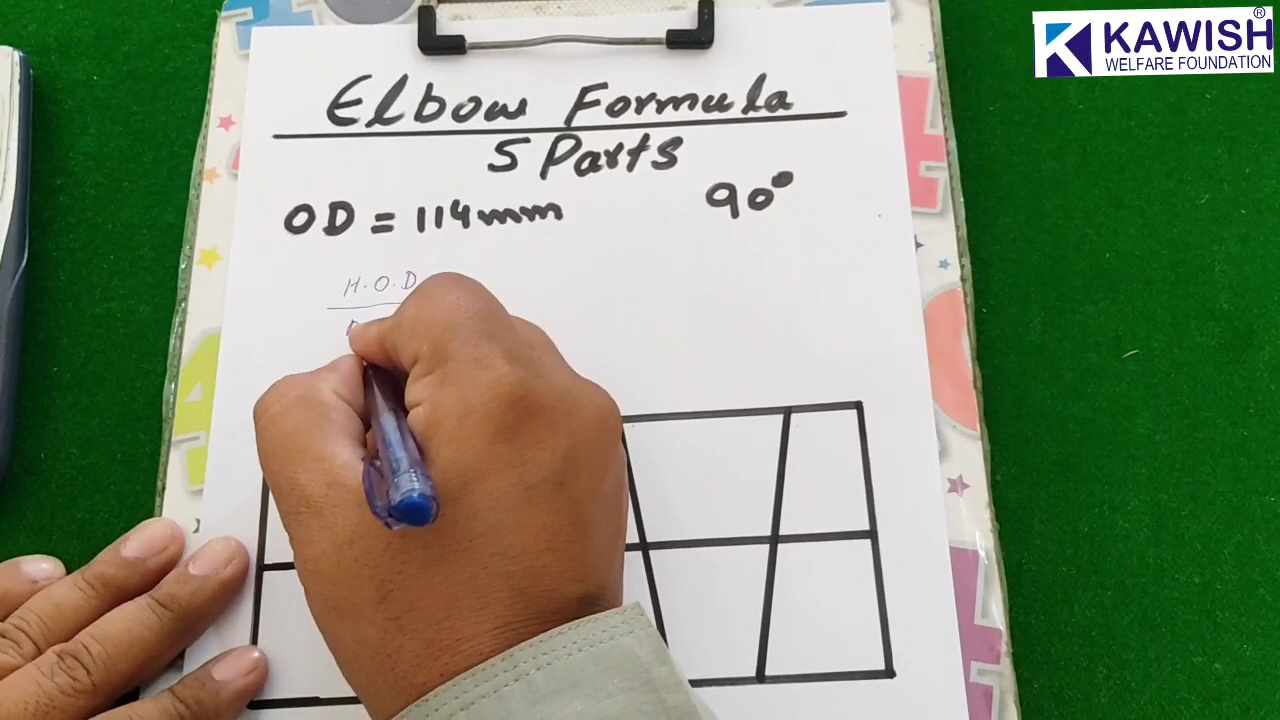 KAWISH®
WELFARE FOUNDATION
Elbow Formula
5 Parts
OD = 114mm
90°
H.O.D